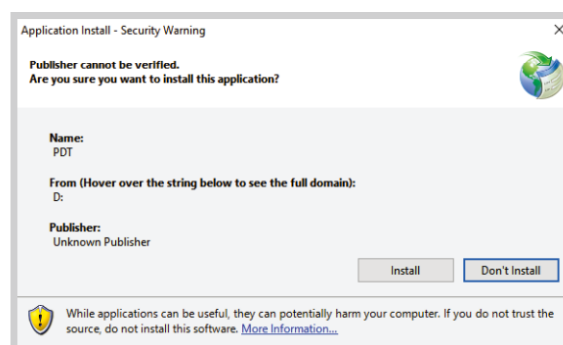 Application Install - Security Warning
Publisher cannot be verified.
Are you sure you want to install this application?
Name:
PDT
From (Hover over the string below to see the full domain):
D:
Publisher:
Unknown Publisher
Install
Don't Install
While applications can be useful, they can potentially harm your computer. If you do not trust the
source, do not install this software. More Information...